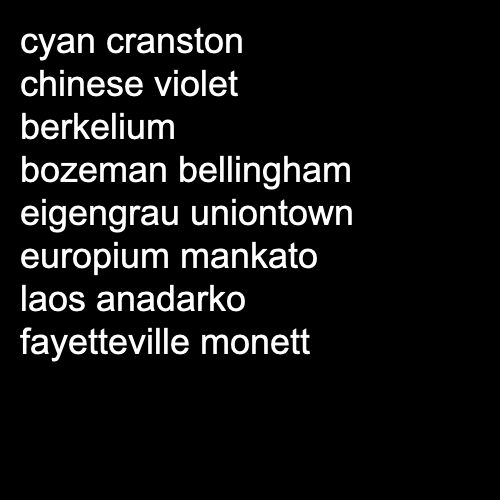 cyan cranston
chinese violet
berkelium
bozeman bellingham
eigengrau uniontown
europium mankato
laos anadarko
fayetteville monett